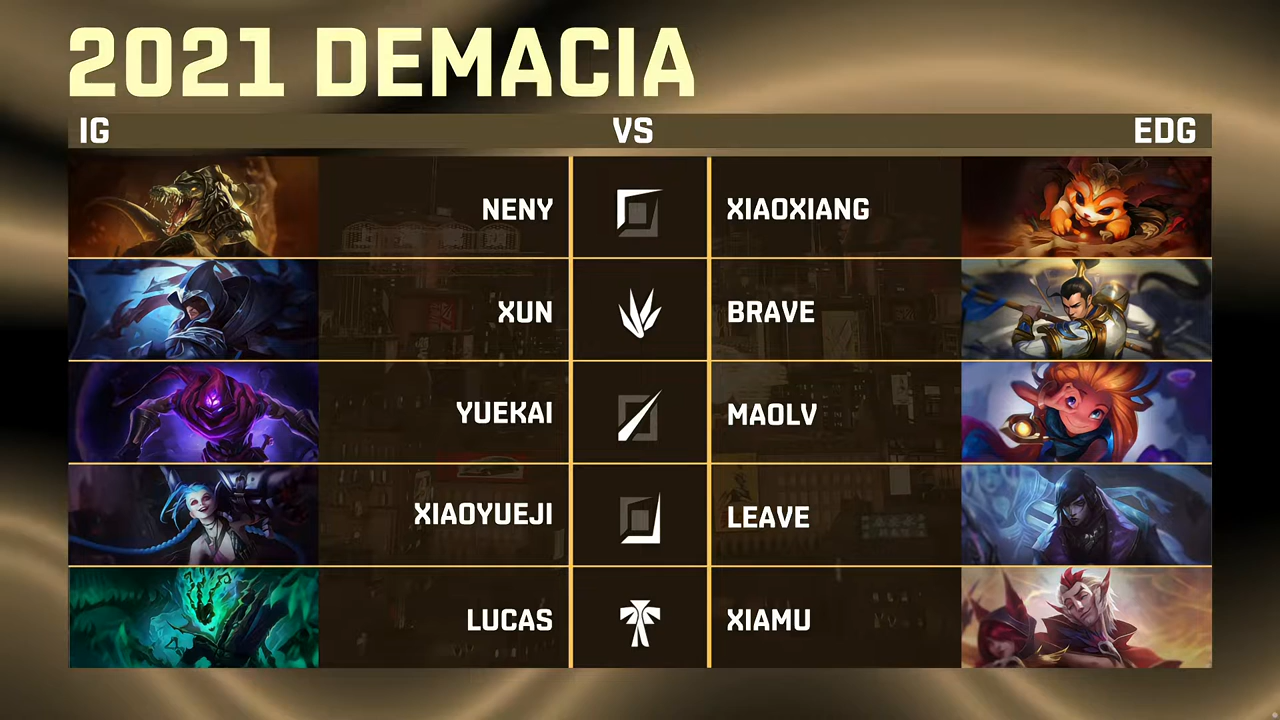 2021 DEMACIA
IG VS EDG
NENY XIAOXIANG
XUN BRAVE
YUEKAI MAOLV
XIAOYUEJI LEAVE
LUCAS XIAMU